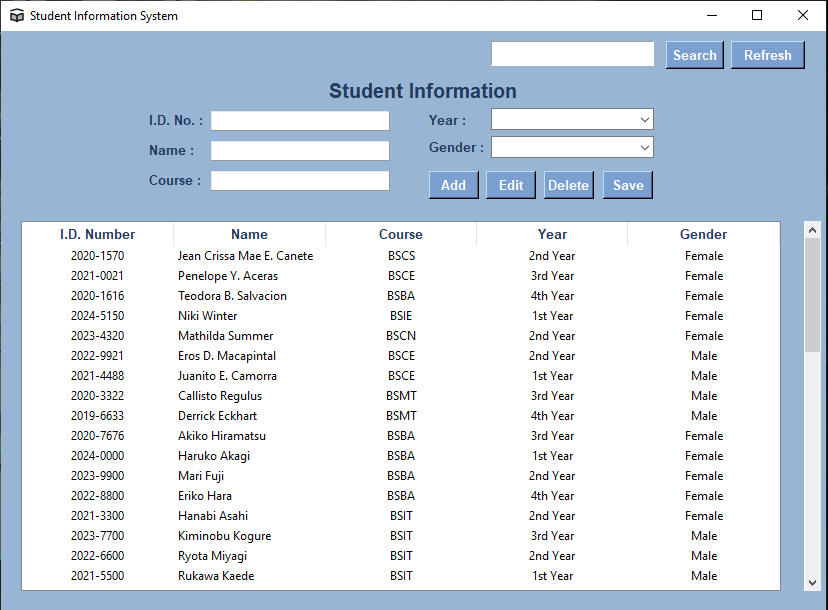 Student Information System
Search Refresh
Student Information
I.D. No. : Year :
Name : Gender :
Course : Add Edit Delete Save
I.D. Number Name Course Year Gender
2020-1570 Jean Crissa Mae E. Canete BSCS 2nd Year Female
2021-0021 Penelope Y. Aceras BSCE 3rd Year Female
2020-1616 Teodora B. Salvacion BSBA 4th Year Female
2024-5150 Niki Winter BSIE 1st Year Female
2023-4320 Mathilda Summer BSCN 2nd Year Female
2022-9921 Eros D. Macapintal BSCE 2nd Year Male
2021-4488 Juanito E. Camorra BSCE 1st Year Male
2020-3322 Callisto Regulus BSMT 3rd Year Male
2019-6633 Derrick Eckhart BSMT 4th Year Male
2020-7676 Akiko Hiramatsu BSBA 3rd Year Female
2024-0000 Haruko Akagi BSBA 1st Year Female
2023-9900 Mari Fuji BSBA 2nd Year Female
2022-8800 Eriko Hara BSBA 4th Year Female
2021-3300 Hanabi Asahi BSIT 2nd Year Female
2023-7700 Kiminobu Kogure BSIT 3rd Year Male
2022-6600 Ryota Miyagi BSIT 2nd Year Male
2021-5500 Rukawa Kaede BSIT 1st Year Male